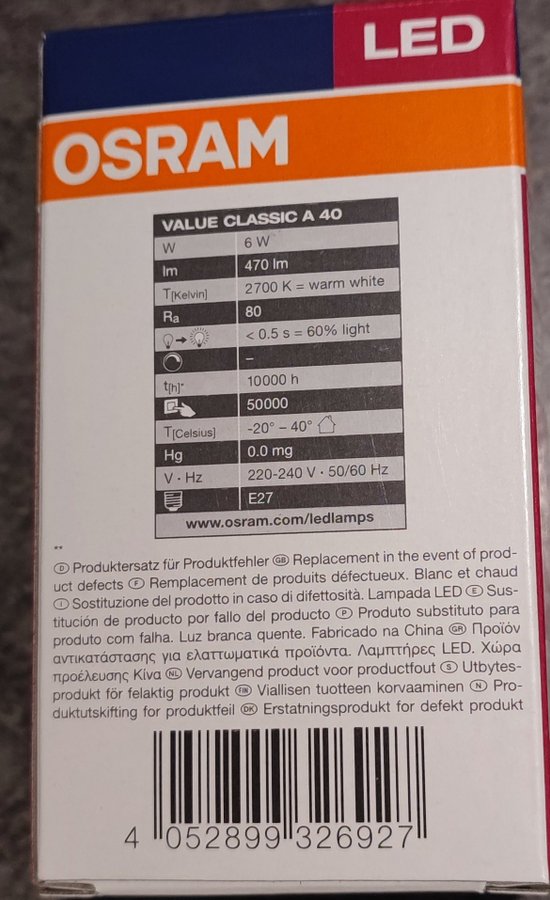 LED
OSRAM
VALUE CLASSIC A 40
W 6 W
lm 470 lm
T[Kelvin] 2700 K = warm white
Ra 80
< 0.5 s = 60% light
–
t[h]* 10000 h
50000
T[Celsius] -20° – 40°
Hg 0.0 mg
V · Hz 220-240 V · 50/60 Hz
E27
www.osram.com/ledlamps
**
Ⓓ Produktersatz für Produktfehler GB Replacement in the event of prod-
uct defects Ⓕ Remplacement de produits défectueux. Blanc et chaud
Ⓘ Sostituzione del prodotto in caso di difettosità. Lampada LED Ⓔ Sus-
titución de producto por fallo del producto Ⓟ Produto substituto para
produto com falha. Luz branca quente. Fabricado na China GR Προϊόν
αντικατάστασης για ελαττωματικά προϊόντα. Λαμπτήρες LED. Χώρα
προέλευσης Κίνα NL Vervangend product voor productfout Ⓢ Utbytes-
produkt för felaktig produkt FIN Viallisen tuotteen korvaaminen Ⓝ Pro-
duktutskifting for produktfeil DK Erstatningsprodukt for defekt produkt
4 052899 326927